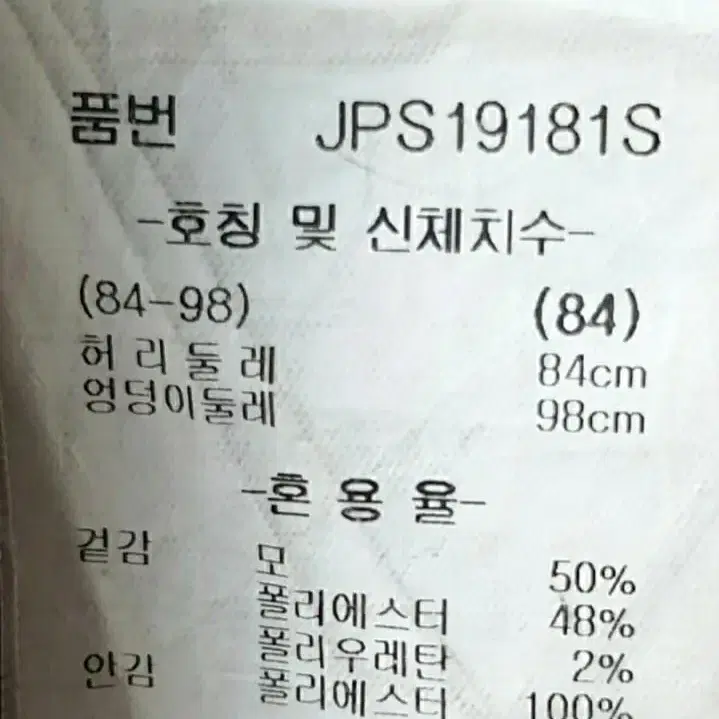 품번 JPS19181S
-호칭 및 신체치수-
(84-98) (84)
허리둘레 84cm
엉덩이둘레 98cm
-혼용율-
겉감 모 50%
폴리에스터 48%
폴리우레탄 2%
안감 폴리에스터 100%